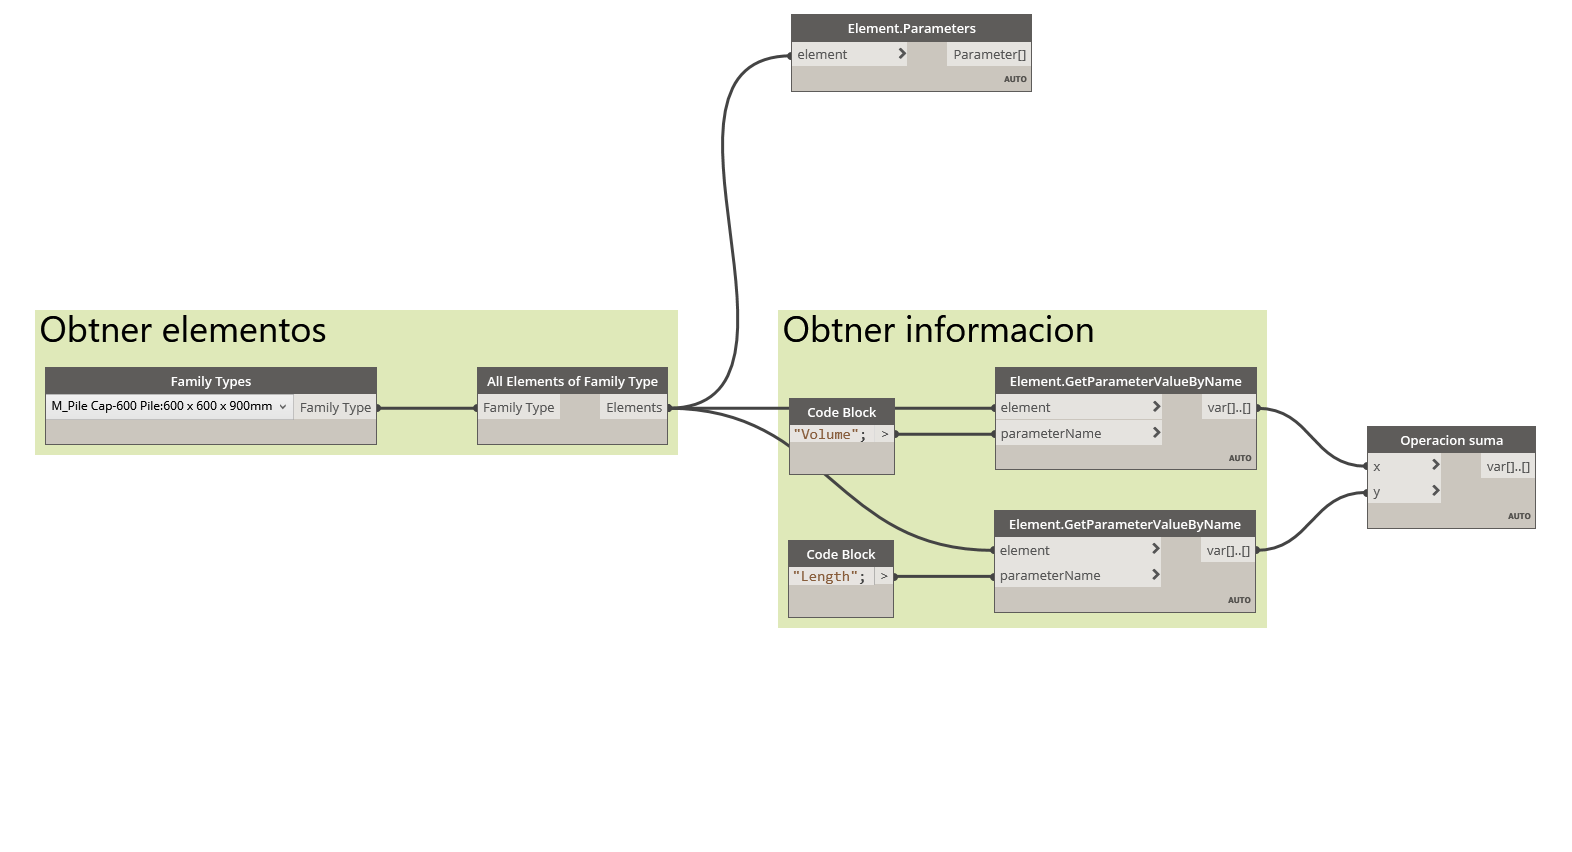 Element.Parameters
element > Parameter[]
AUTO
Obtner elementos
Family Types
M_Pile Cap-600 Pile:600 x 600 x 900mm Family Type
All Elements of Family Type
Family Type Elements
Obtner informacion
Code Block
"Volume"; >
Element.GetParameterValueByName
element > var[]..[]
parameterName >
AUTO
Code Block
"Length"; >
Element.GetParameterValueByName
element > var[]..[]
parameterName >
AUTO
Operacion suma
x > var[]..[]
y >
AUTO